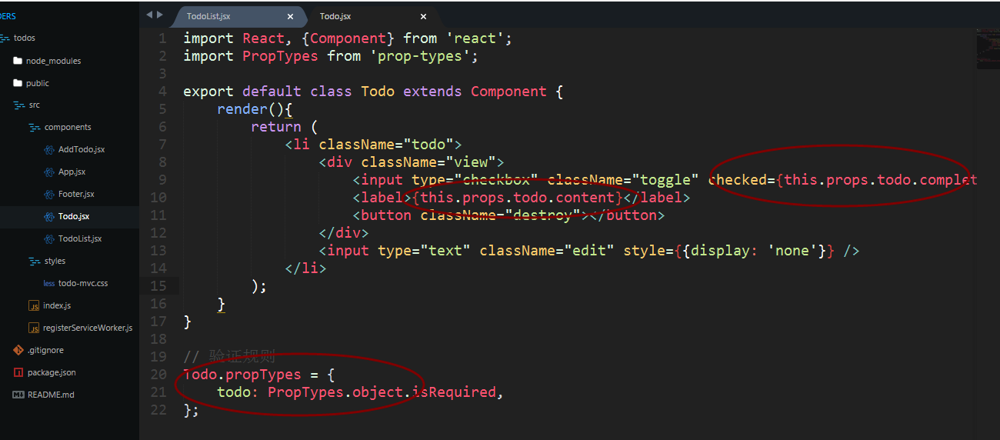 DERS
todos
node_modules
public
src
components
AddTodo.jsx
App.jsx
Footer.jsx
Todo.jsx
TodoList.jsx
styles
less todo-mvc.css
JS index.js
JS registerServiceWorker.js
.gitignore
package.json
README.md
TodoList.jsx × Todo.jsx ×
1 import React, {Component} from 'react';
2 import PropTypes from 'prop-types';
3
4 export default class Todo extends Component {
5 render(){
6 return (
7 <li className="todo">
8 <div className="view">
9 <input type="checkbox" className="toggle" checked={this.props.todo.complet
10 <label>{this.props.todo.content}</label>
11 <button className="destroy"></button>
12 </div>
13 <input type="text" className="edit" style={{display: 'none'}} />
14 </li>
15 );
16 }
17 }
18
19 // 验证规则
20 Todo.propTypes = {
21 todo: PropTypes.object.isRequired,
22 };